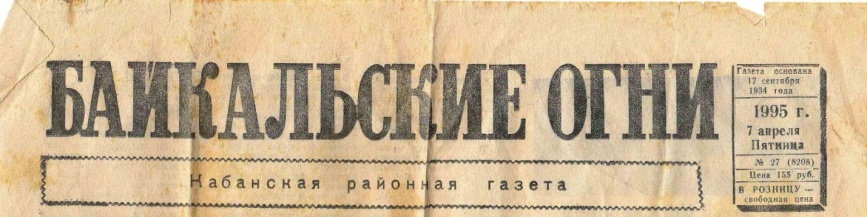 БАЙКАЛЬСКИЕ ОГНИ
Кабанская районная газета
Газета основана
17 сентября
1934 года
1995 г.
7 апреля
Пятница
№ 27 (8208)
Цена 155 руб.
В РОЗНИЦУ —
свободная цена